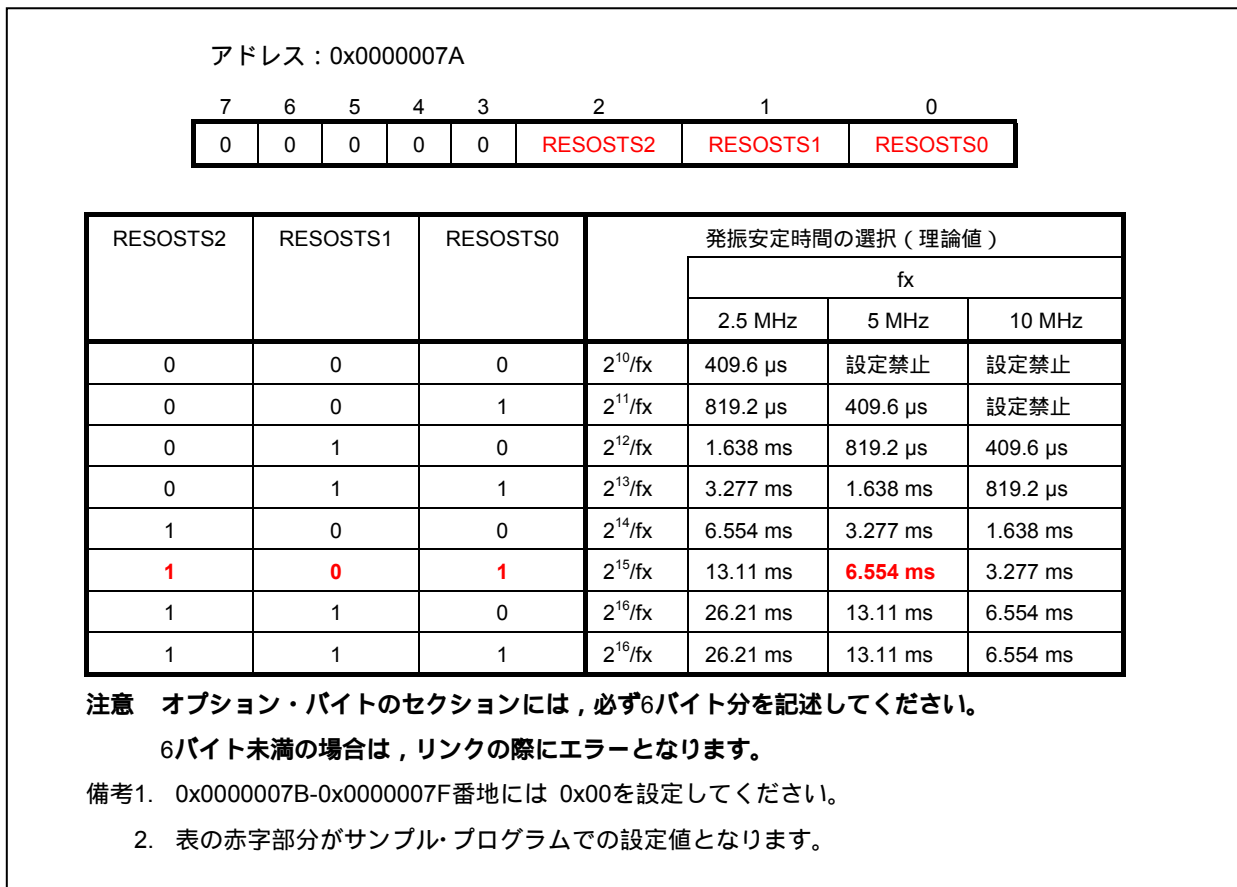 アドレス:0x0000007A
7 6 5 4 3 2 1 0
0 0 0 0 0 RESOSTS2 RESOSTS1 RESOSTS0
RESOSTS2 RESOSTS1 RESOSTS0 発振安定時間の選択(理論値)
fx
2.5 MHz 5 MHz 10 MHz
0 0 0 2^10/fx 409.6 µs 設定禁止 設定禁止
0 0 1 2^11/fx 819.2 µs 409.6 µs 設定禁止
0 1 0 2^12/fx 1.638 ms 819.2 µs 409.6 µs
0 1 1 2^13/fx 3.277 ms 1.638 ms 819.2 µs
1 0 0 2^14/fx 6.554 ms 3.277 ms 1.638 ms
1 0 1 2^15/fx 13.11 ms 6.554 ms 3.277 ms
1 1 0 2^16/fx 26.21 ms 13.11 ms 6.554 ms
1 1 1 2^16/fx 26.21 ms 13.11 ms 6.554 ms
注意 オプション・バイトのセクションには,必ず6バイト分を記述してください。
6バイト未満の場合は,リンクの際にエラーとなります。
備考1. 0x0000007B-0x0000007F番地には 0x00を設定してください。
2. 表の赤字部分がサンプル・プログラムでの設定値となります。